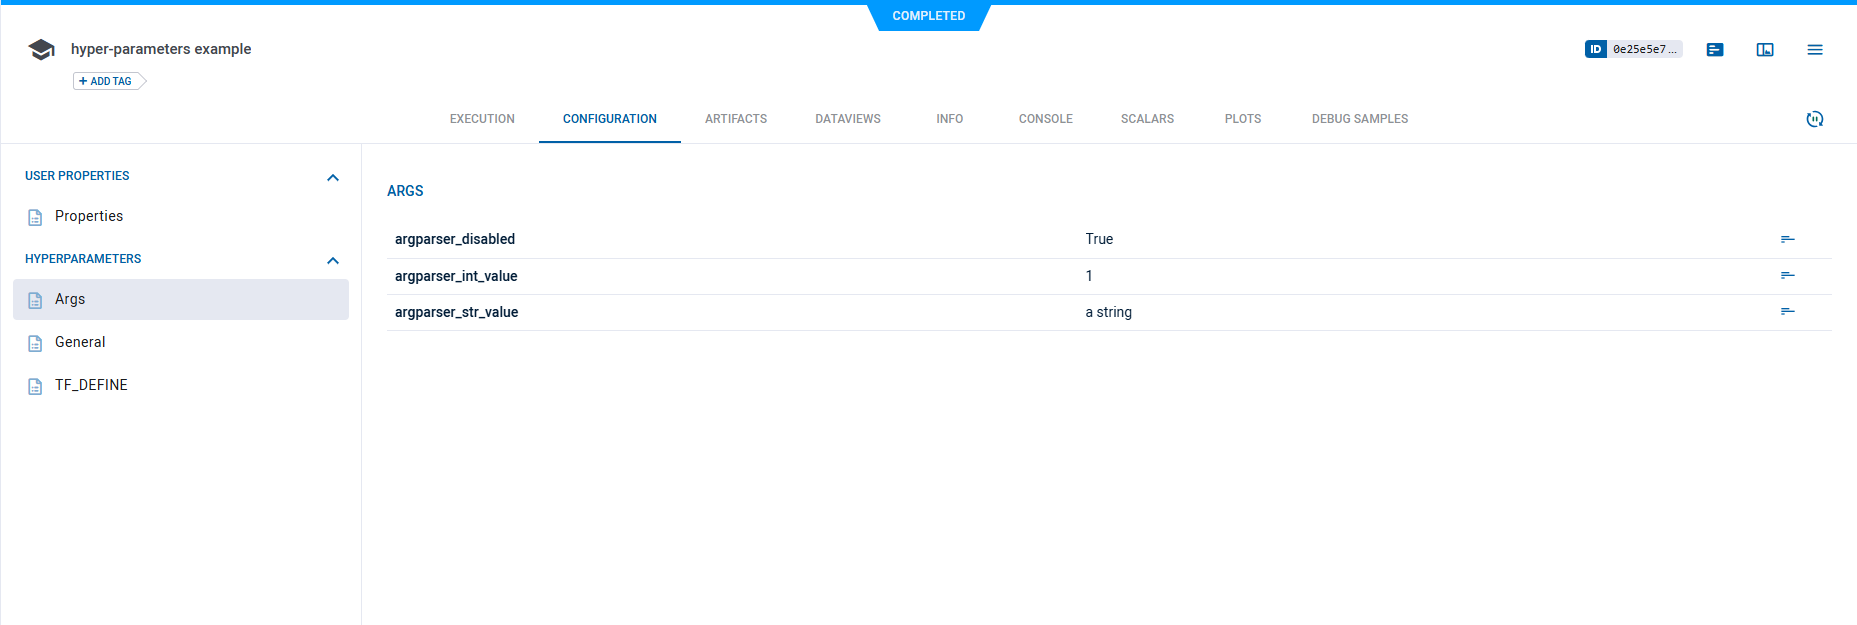 COMPLETED
hyper-parameters example
ID 0e25e5e7...
+ ADD TAG
EXECUTION CONFIGURATION ARTIFACTS DATAVIEWS INFO CONSOLE SCALARS PLOTS DEBUG SAMPLES
USER PROPERTIES
Properties
HYPERPARAMETERS
Args
General
TF_DEFINE
ARGS
argparser_disabled True
argparser_int_value 1
argparser_str_value a string